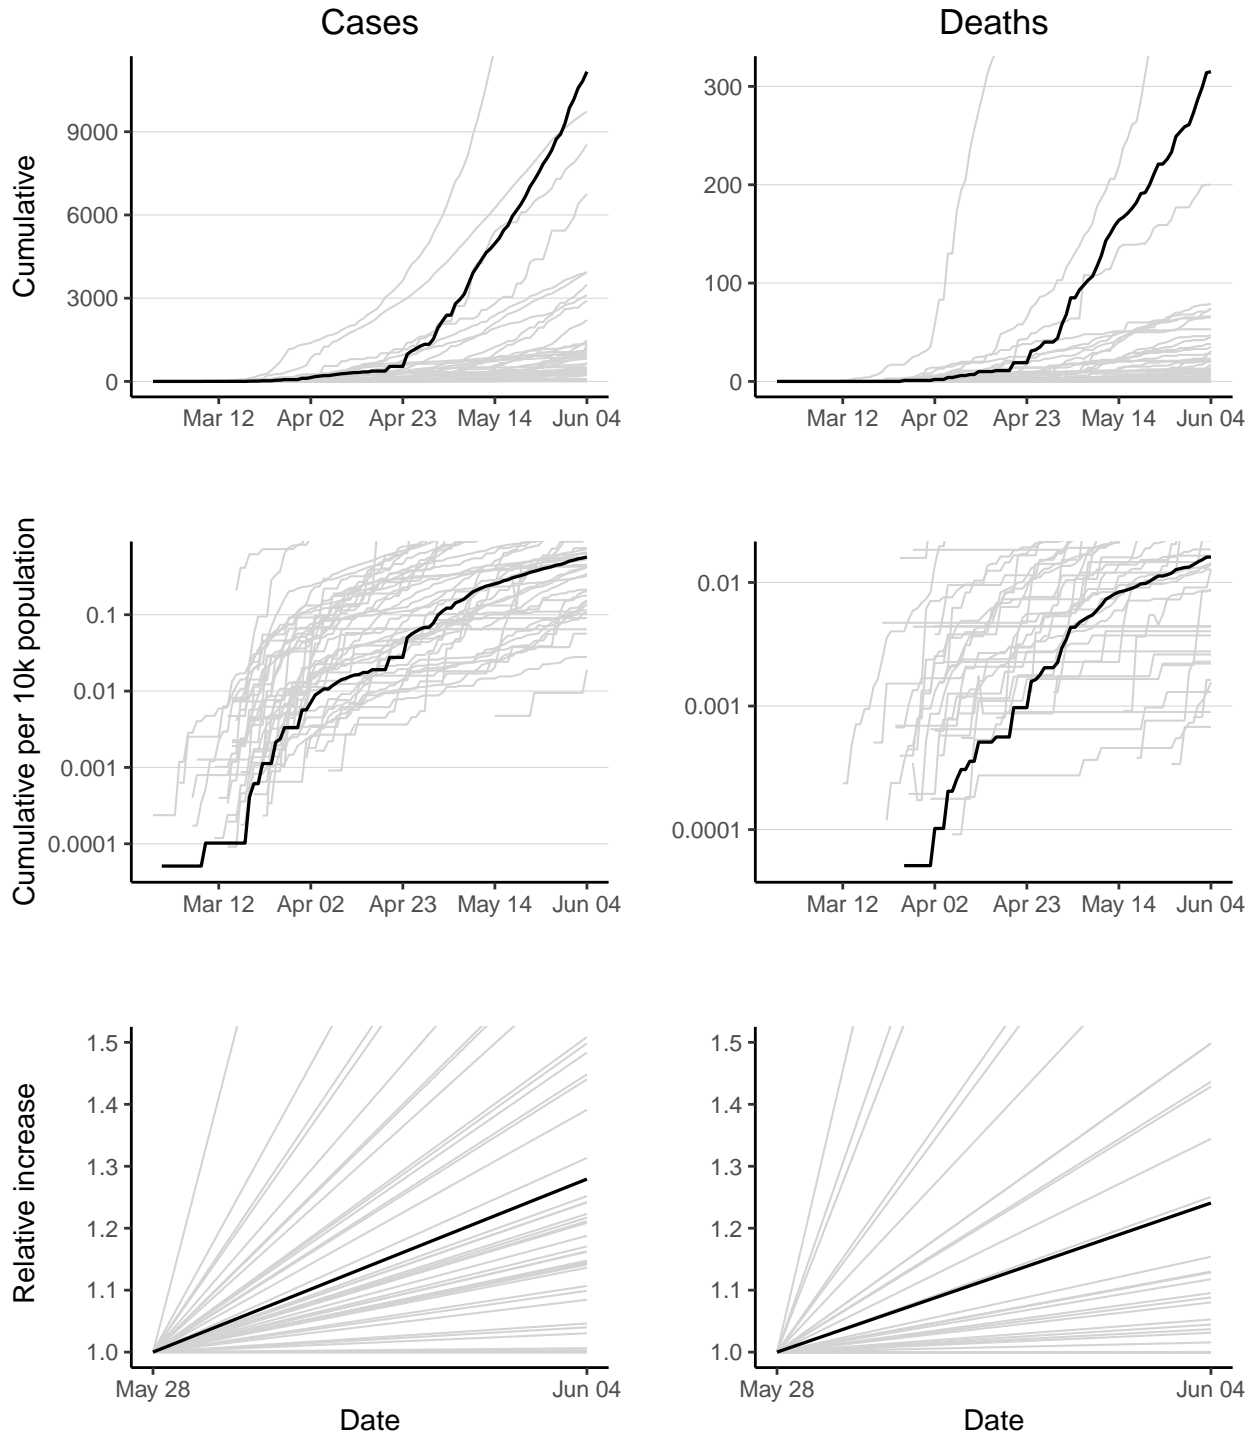 Cases
Deaths
Cumulative
9000
6000
3000
0
Mar 12 Apr 02 Apr 23 May 14 Jun 04
300
200
100
0
Mar 12 Apr 02 Apr 23 May 14 Jun 04
Cumulative per 10k population
0.1
0.01
0.001
0.0001
Mar 12 Apr 02 Apr 23 May 14 Jun 04
0.01
0.001
0.0001
Mar 12 Apr 02 Apr 23 May 14 Jun 04
Relative increase
1.5
1.4
1.3
1.2
1.1
1.0
May 28 Jun 04
Date
1.5
1.4
1.3
1.2
1.1
1.0
May 28 Jun 04
Date